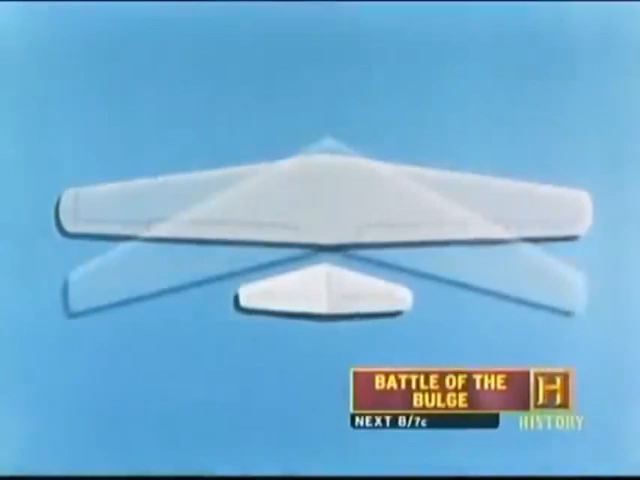 BATTLE OF THE
BULGE
NEXT 8/7c
H
HISTORY